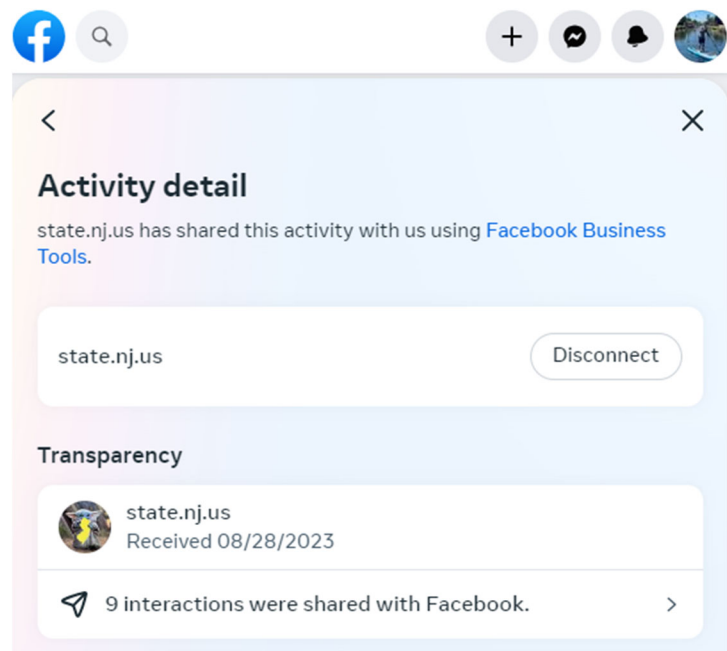 Activity detail
state.nj.us has shared this activity with us using Facebook Business
Tools.
state.nj.us
Disconnect
Transparency
state.nj.us
Received 08/28/2023
9 interactions were shared with Facebook.